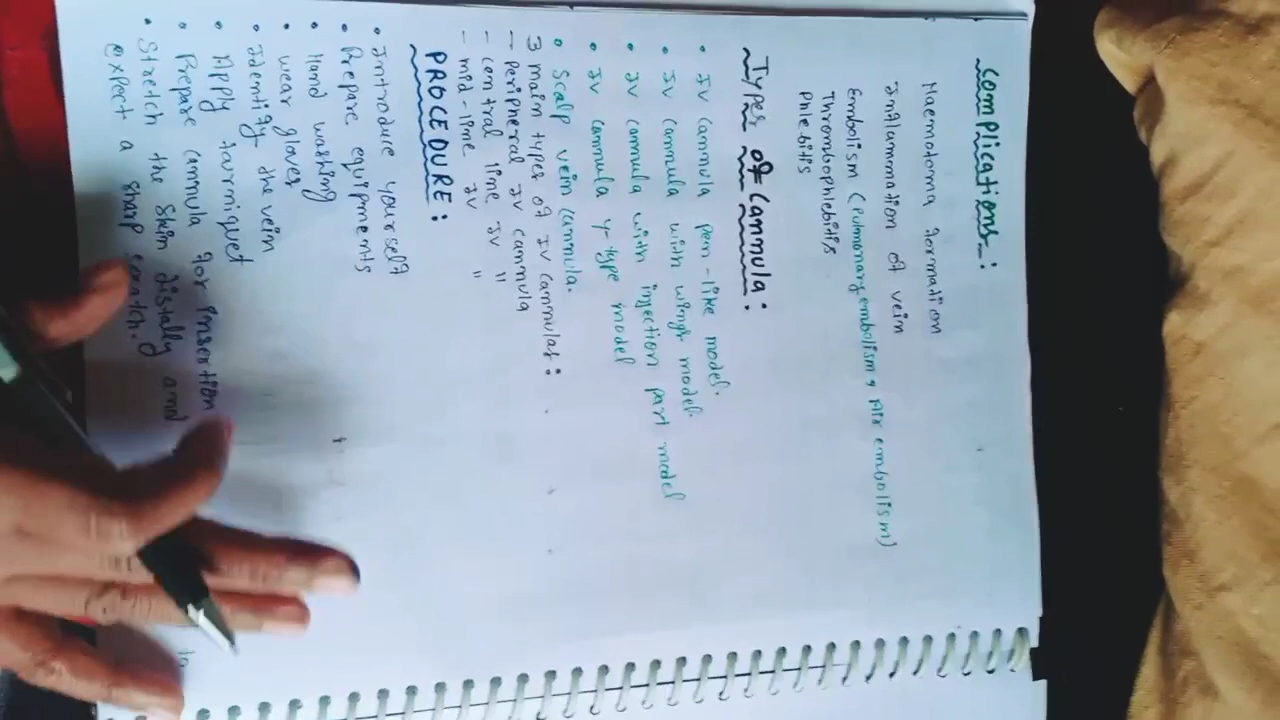 Complications :
Haematoma formation
Inflammation of vein
Embolism (Pulmonary embolism, Air embolism)
Thrombophlebitis
Phlebitis
Types of Cannula :
• IV cannula pen-like model.
• IV cannula with wings model.
• IV cannula with injection part model
• IV cannula Y-type model
• Scalp vein cannula.
3 main types of IV cannulas :
- peripheral IV cannula
- central line IV "
- mid-line IV "
PROCEDURE :
• Introduce yourself
• Prepare equipments
• Hand washing
• wear gloves
• Identify the vein
• Apply tarniquet
• Prepare cannula for insertion
• Stretch the skin distally and
expect a sharp scratch.